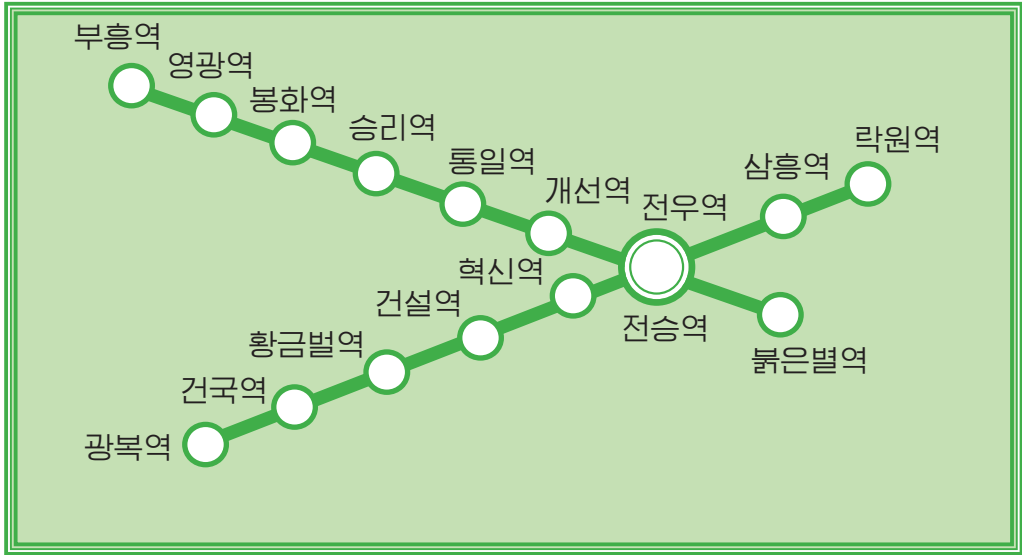 부흥역
영광역
봉화역
승리역
통일역
개선역
전우역
삼흥역
락원역
혁신역
건설역
황금벌역
건국역
광복역
전승역
붉은별역